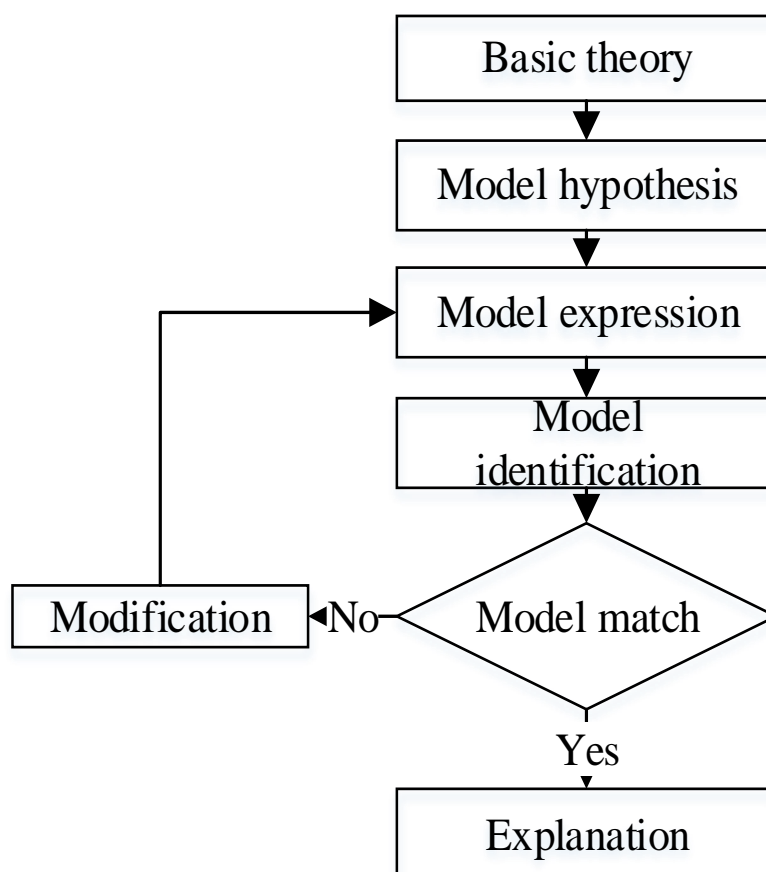 Basic theory
Model hypothesis
Model expression
Model
identification
Model match
No
Modification
Yes
Explanation